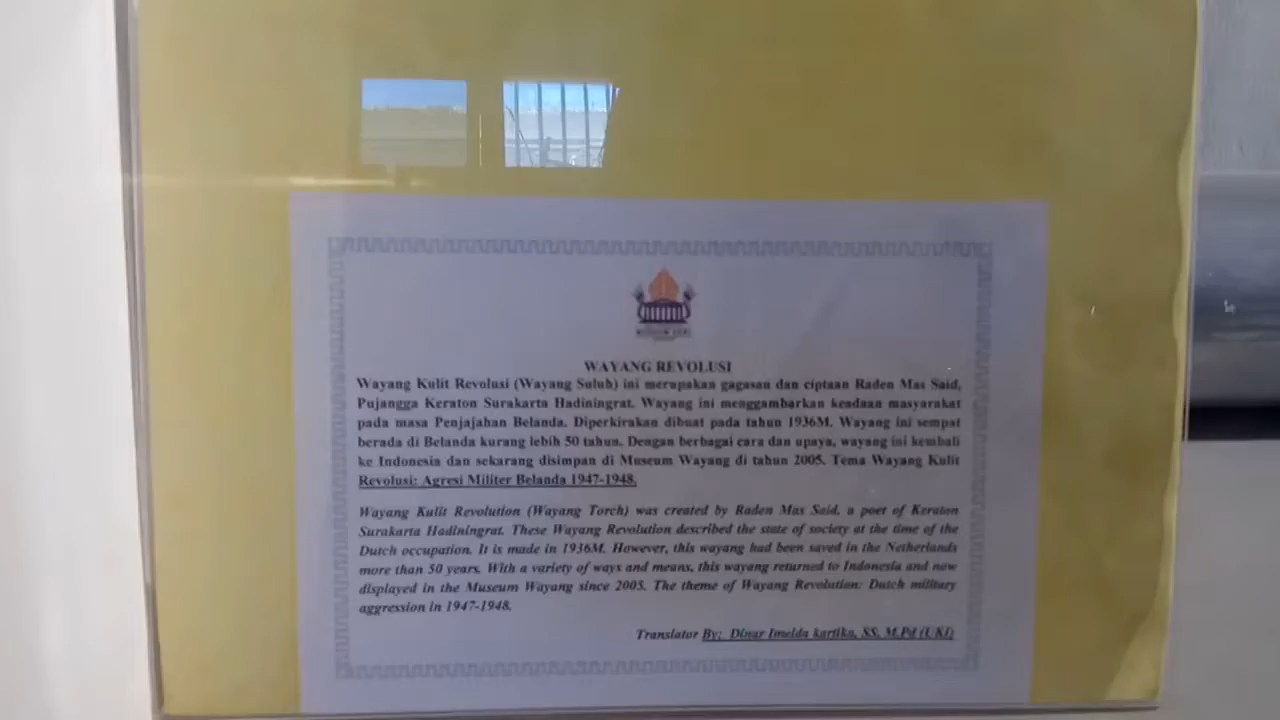 WAYANG REVOLUSI
Wayang Kulit Revolusi (Wayang Suluh) ini merupakan gagasan dan ciptaan Raden Mas Said,
Pujangga Keraton Surakarta Hadiningrat. Wayang ini menggambarkan keadaan masyarakat
pada masa Penjajahan Belanda. Diperkirakan dibuat pada tahun 1936M. Wayang ini sempat
berada di Belanda kurang lebih 50 tahun. Dengan berbagai cara dan upaya, wayang ini kembali
ke Indonesia dan sekarang disimpan di Museum Wayang di tahun 2005. Tema Wayang Kulit
Revolusi: Agresi Militer Belanda 1947-1948.
Wayang Kulit Revolution (Wayang Torch) was created by Raden Mas Said, a poet of Keraton
Surakarta Hadiningrat. These Wayang Revolution described the state of society at the time of the
Dutch occupation. It is made in 1936M. However, this wayang had been saved in the Netherlands
more than 50 years. With a variety of ways and means, this wayang returned to Indonesia and now
displayed in the Museum Wayang since 2005. The theme of Wayang Revolution: Dutch military
aggression in 1947-1948.
Translator By; Dinar Imelda kartika, SS, M.Pd (UKI)